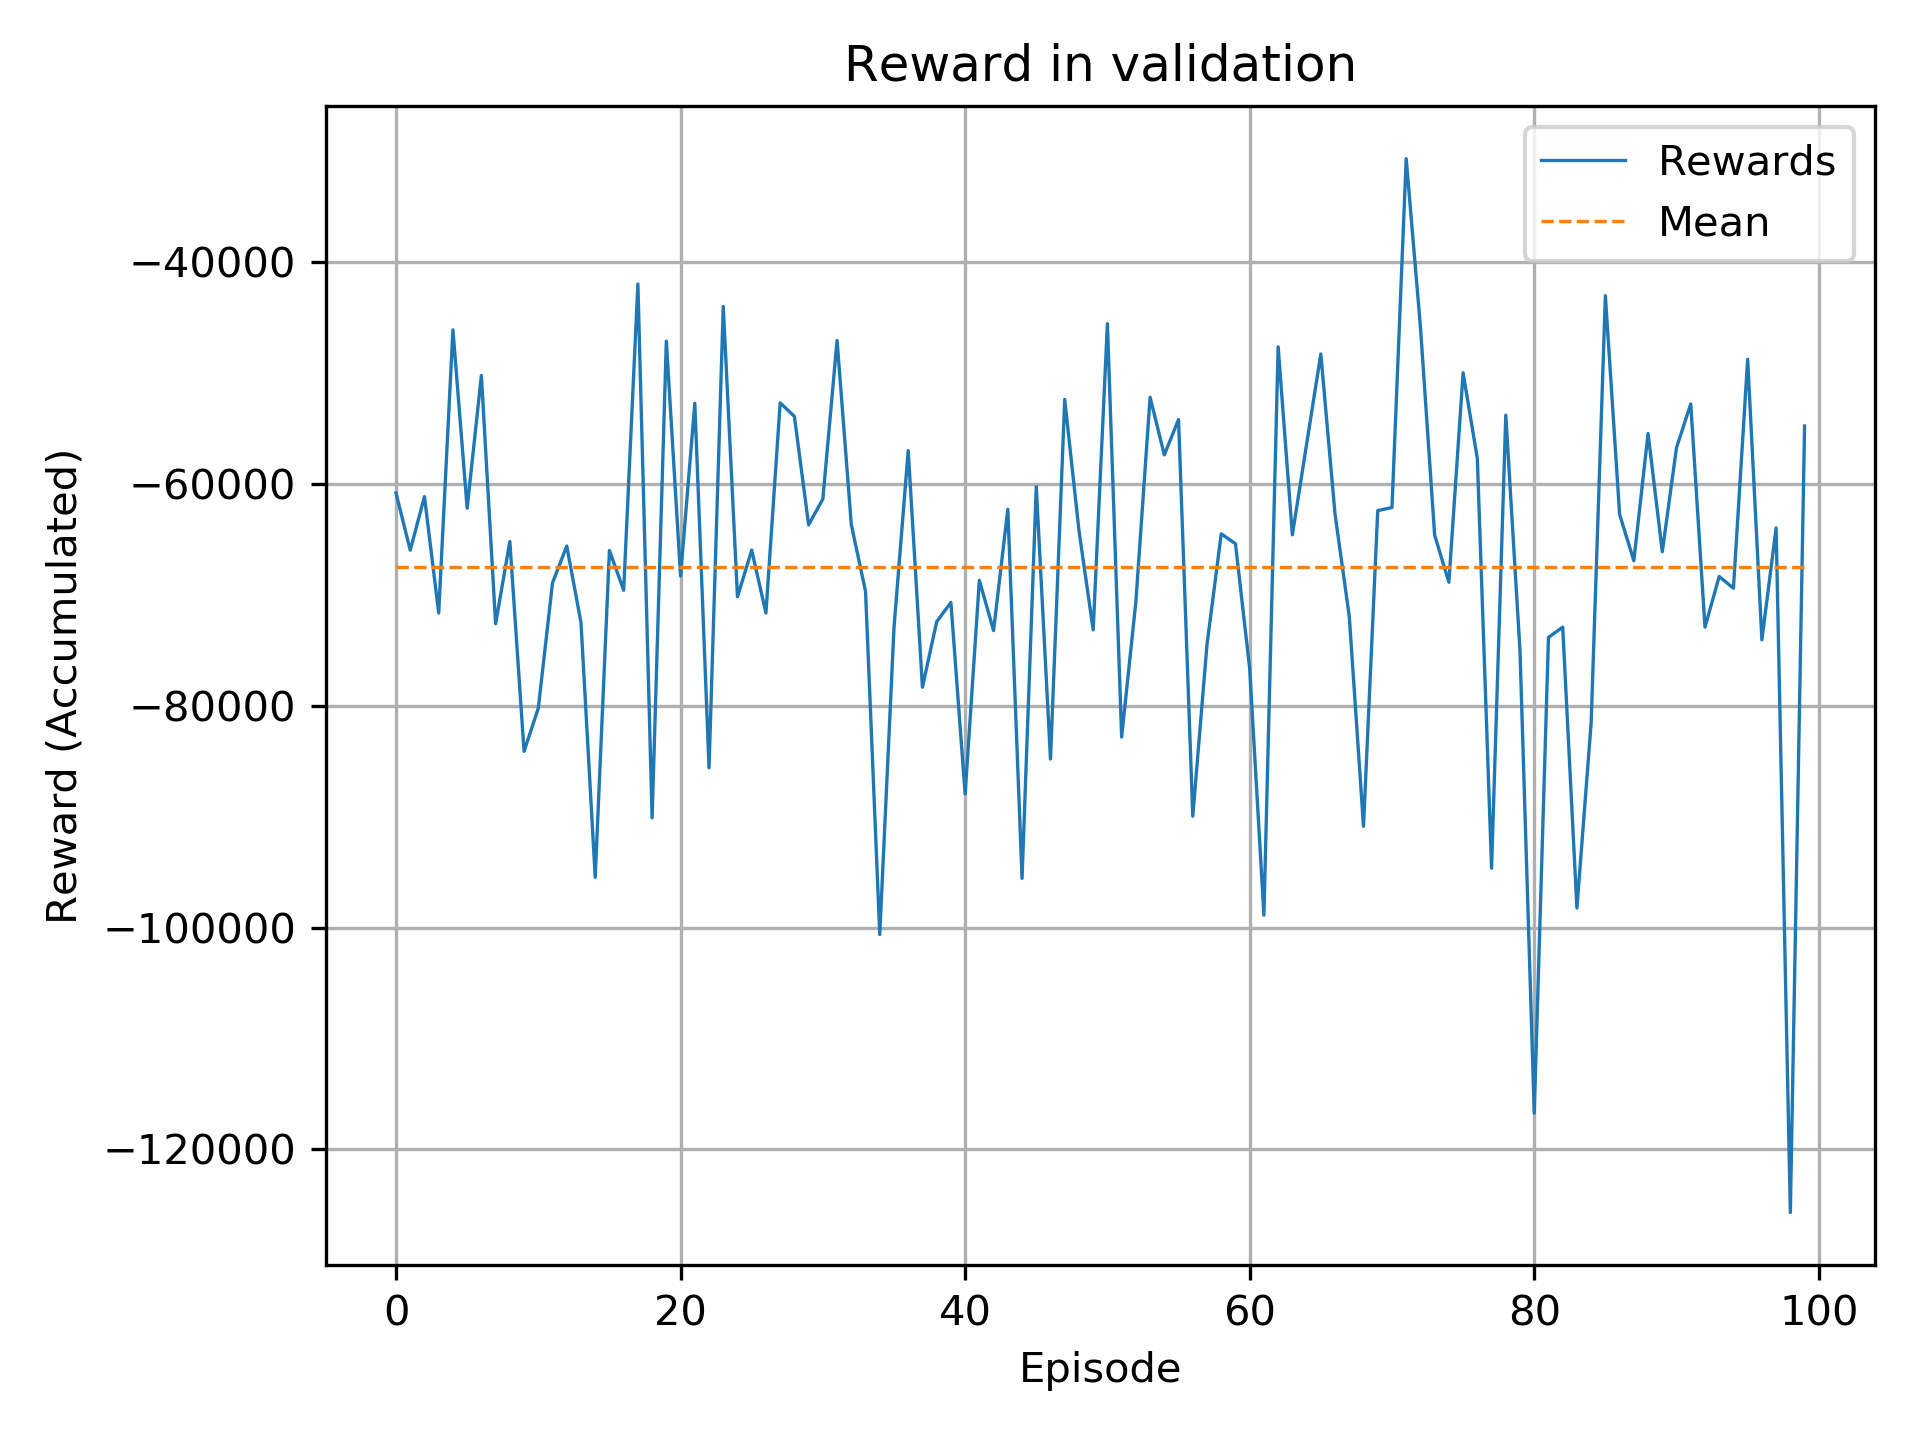 Reward in validation
Rewards
Mean
−40000
−60000
−80000
−100000
−120000
Reward (Accumulated)
0 20 40 60 80 100
Episode